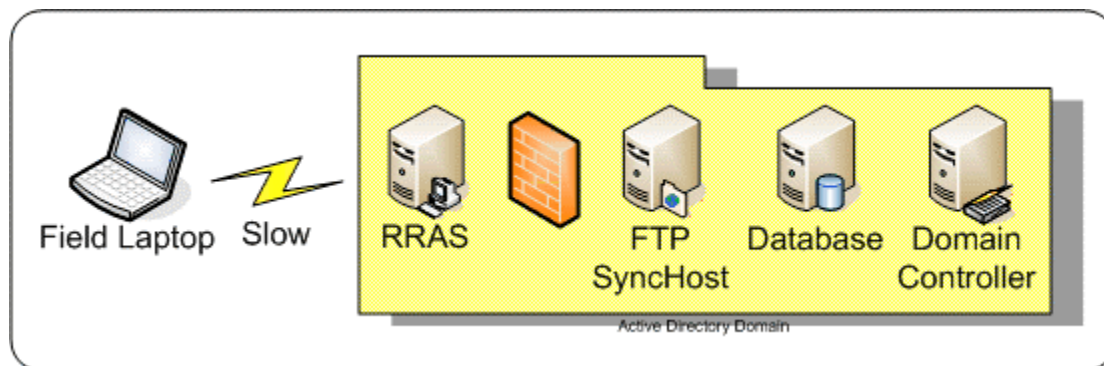 Field Laptop
Slow
RRAS
FTP
SyncHost
Database
Domain
Controller
Active Directory Domain